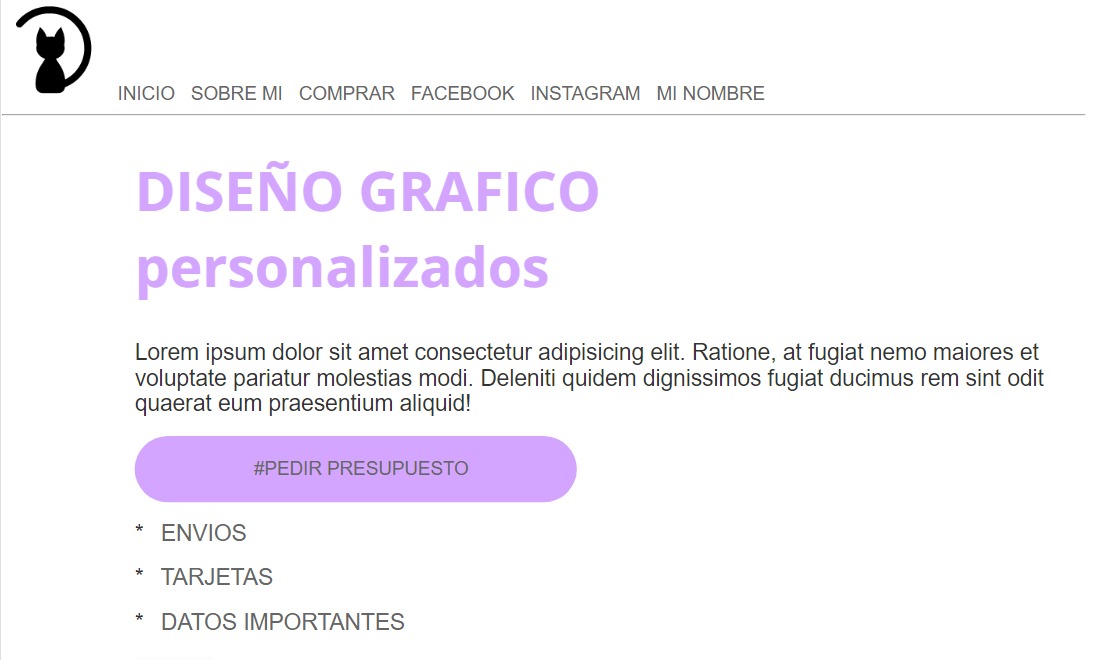 INICIO SOBRE MI COMPRAR FACEBOOK INSTAGRAM MI NOMBRE
DISEÑO GRAFICO
personalizados
Lorem ipsum dolor sit amet consectetur adipisicing elit. Ratione, at fugiat nemo maiores et
voluptate pariatur molestias modi. Deleniti quidem dignissimos fugiat ducimus rem sint odit
quaerat eum praesentium aliquid!
#PEDIR PRESUPUESTO
* ENVIOS
* TARJETAS
* DATOS IMPORTANTES